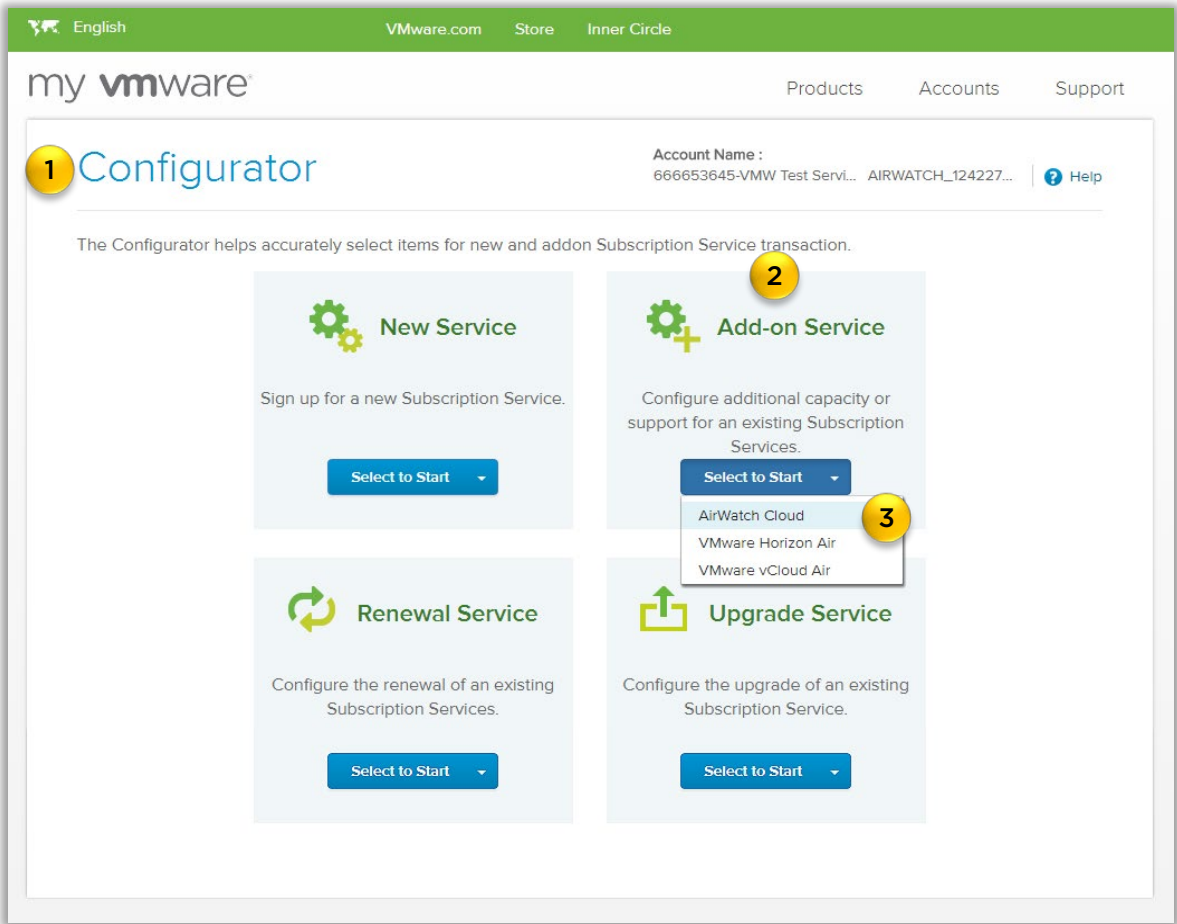 English VMware.com Store Inner Circle
my vmware® Products Accounts Support
1 Configurator
Account Name :
666653645-VMW Test Servi... AIRWATCH_124227... ? Help
The Configurator helps accurately select items for new and addon Subscription Service transaction.
2
New Service
Sign up for a new Subscription Service.
Select to Start
Add-on Service
Configure additional capacity or
support for an existing Subscription
Services.
Select to Start
AirWatch Cloud
3
VMware Horizon Air
VMware vCloud Air
Renewal Service
Configure the renewal of an existing
Subscription Services.
Select to Start
Upgrade Service
Configure the upgrade of an existing
Subscription Service.
Select to Start